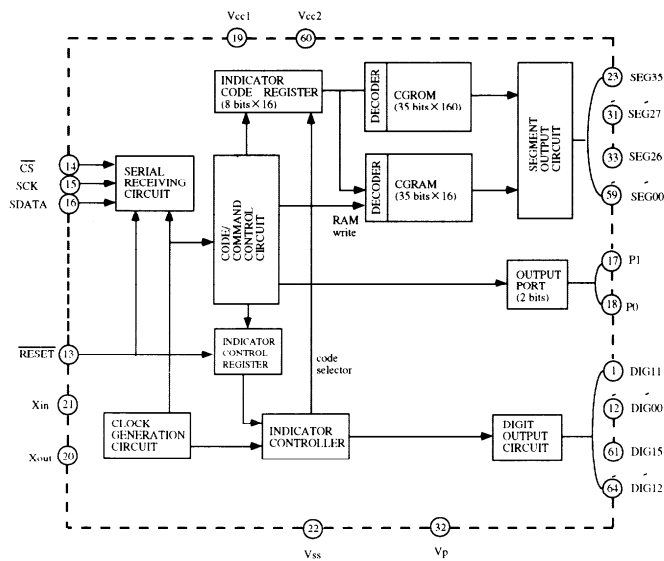 Vcc1 Vcc2
19 60
INDICATOR
CODE REGISTER
(8 bits×16)
DECODER
CGROM
(35 bits×160)
SEGMENT
OUTPUT
CIRCUIT
23 SEG35
31 SEG27
33 SEG26
59 SEG00
CS 14
SCK 15
SDATA 16
SERIAL
RECEIVING
CIRCUIT
CODE/
COMMAND
CONTROL
CIRCUIT
DECODER
CGRAM
(35 bits×16)
RAM
write
OUTPUT
PORT
(2 bits)
17 P1
18 P0
RESET 13
INDICATOR
CONTROL
REGISTER
code
selector
Xin 21
Xout 20
CLOCK
GENERATION
CIRCUIT
INDICATOR
CONTROLLER
DIGIT
OUTPUT
CIRCUIT
1 DIG11
12 DIG00
61 DIG15
64 DIG12
22 32
Vss Vp